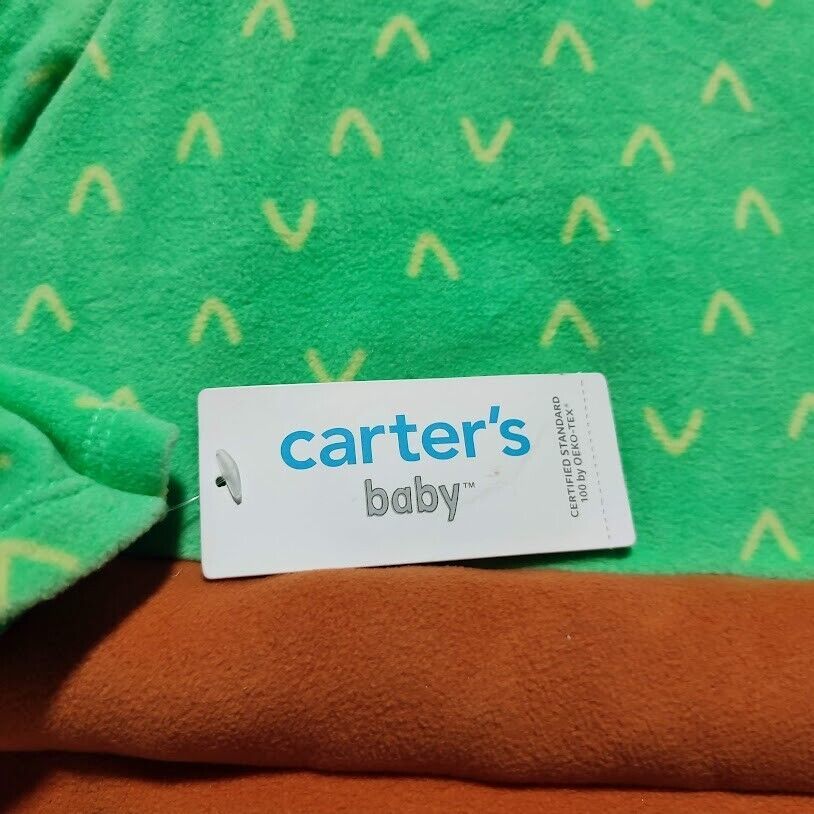 carter's
baby™
CERTIFIED STANDARD
100 by OEKO-TEX®